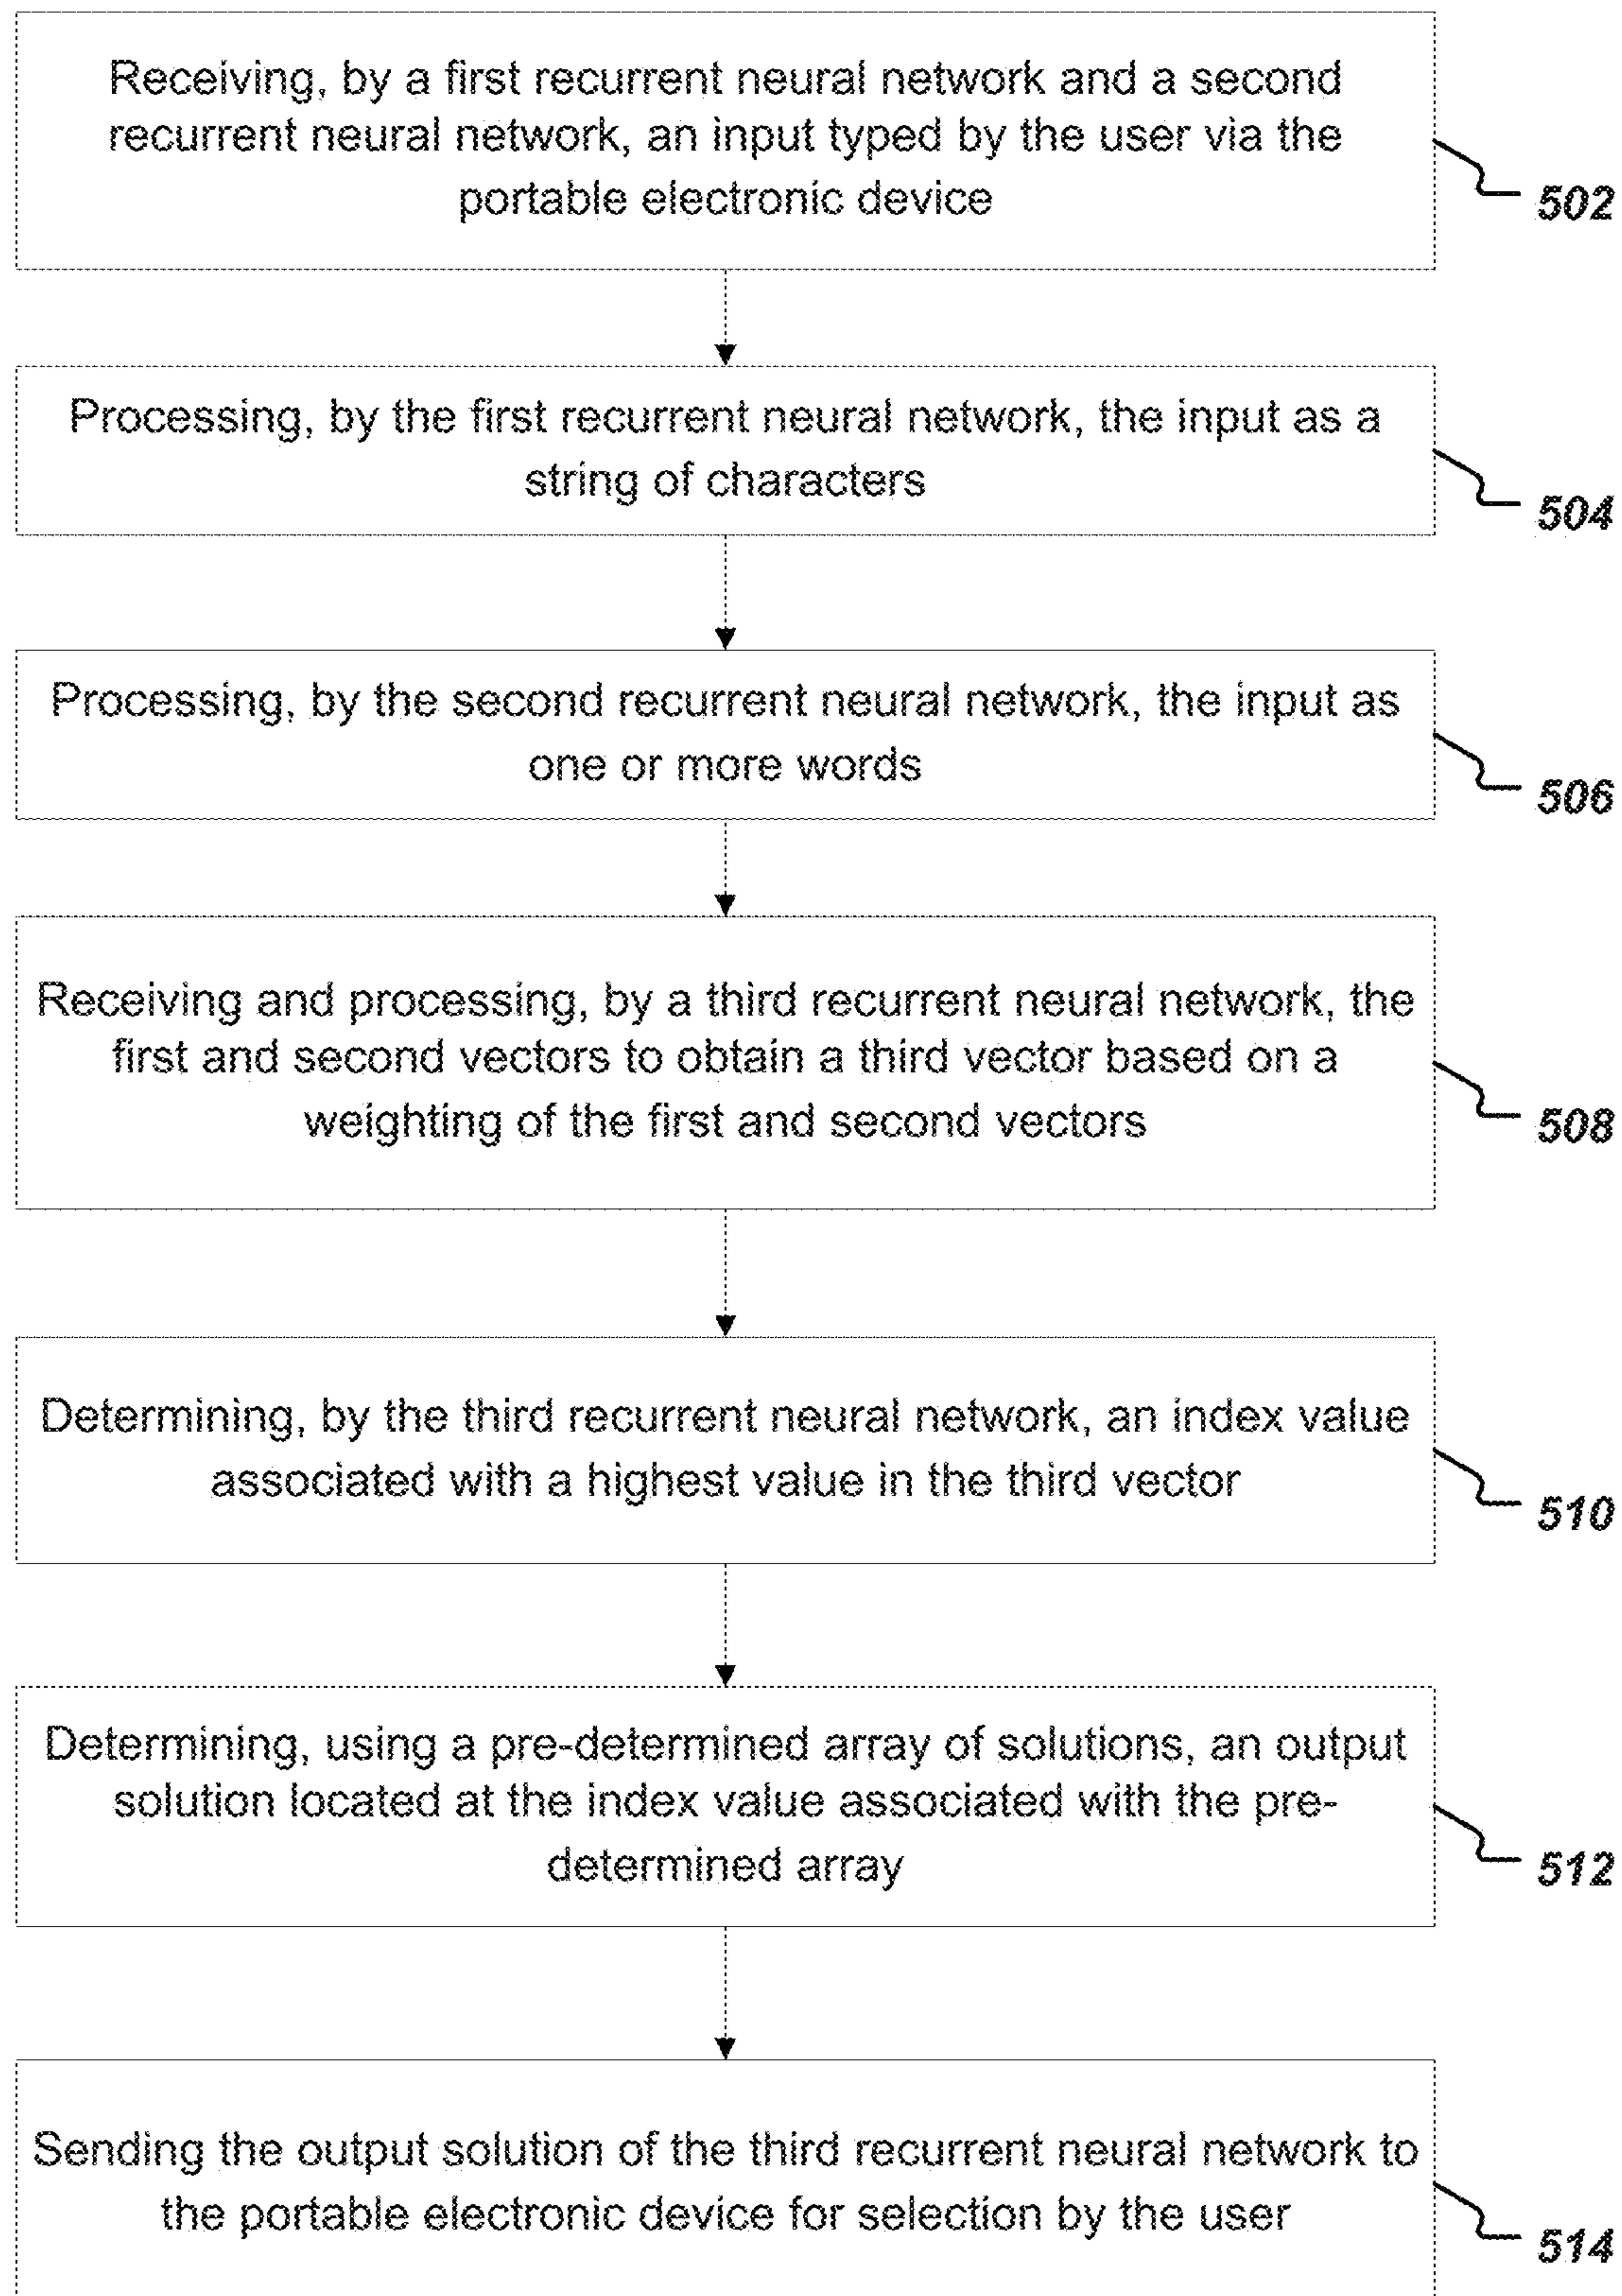 Receiving, by a first recurrent neural network and a second
recurrent neural network, an input typed by the user via the
portable electronic device
502
Processing, by the first recurrent neural network, the input as a
string of characters
504
Processing, by the second recurrent neural network, the input as
one or more words
506
Receiving and processing, by a third recurrent neural network, the
first and second vectors to obtain a third vector based on a
weighting of the first and second vectors
508
Determining, by the third recurrent neural network, an index value
associated with a highest value in the third vector
510
Determining, using a pre-determined array of solutions, an output
solution located at the index value associated with the pre-
determined array
512
Sending the output solution of the third recurrent neural network to
the portable electronic device for selection by the user
514